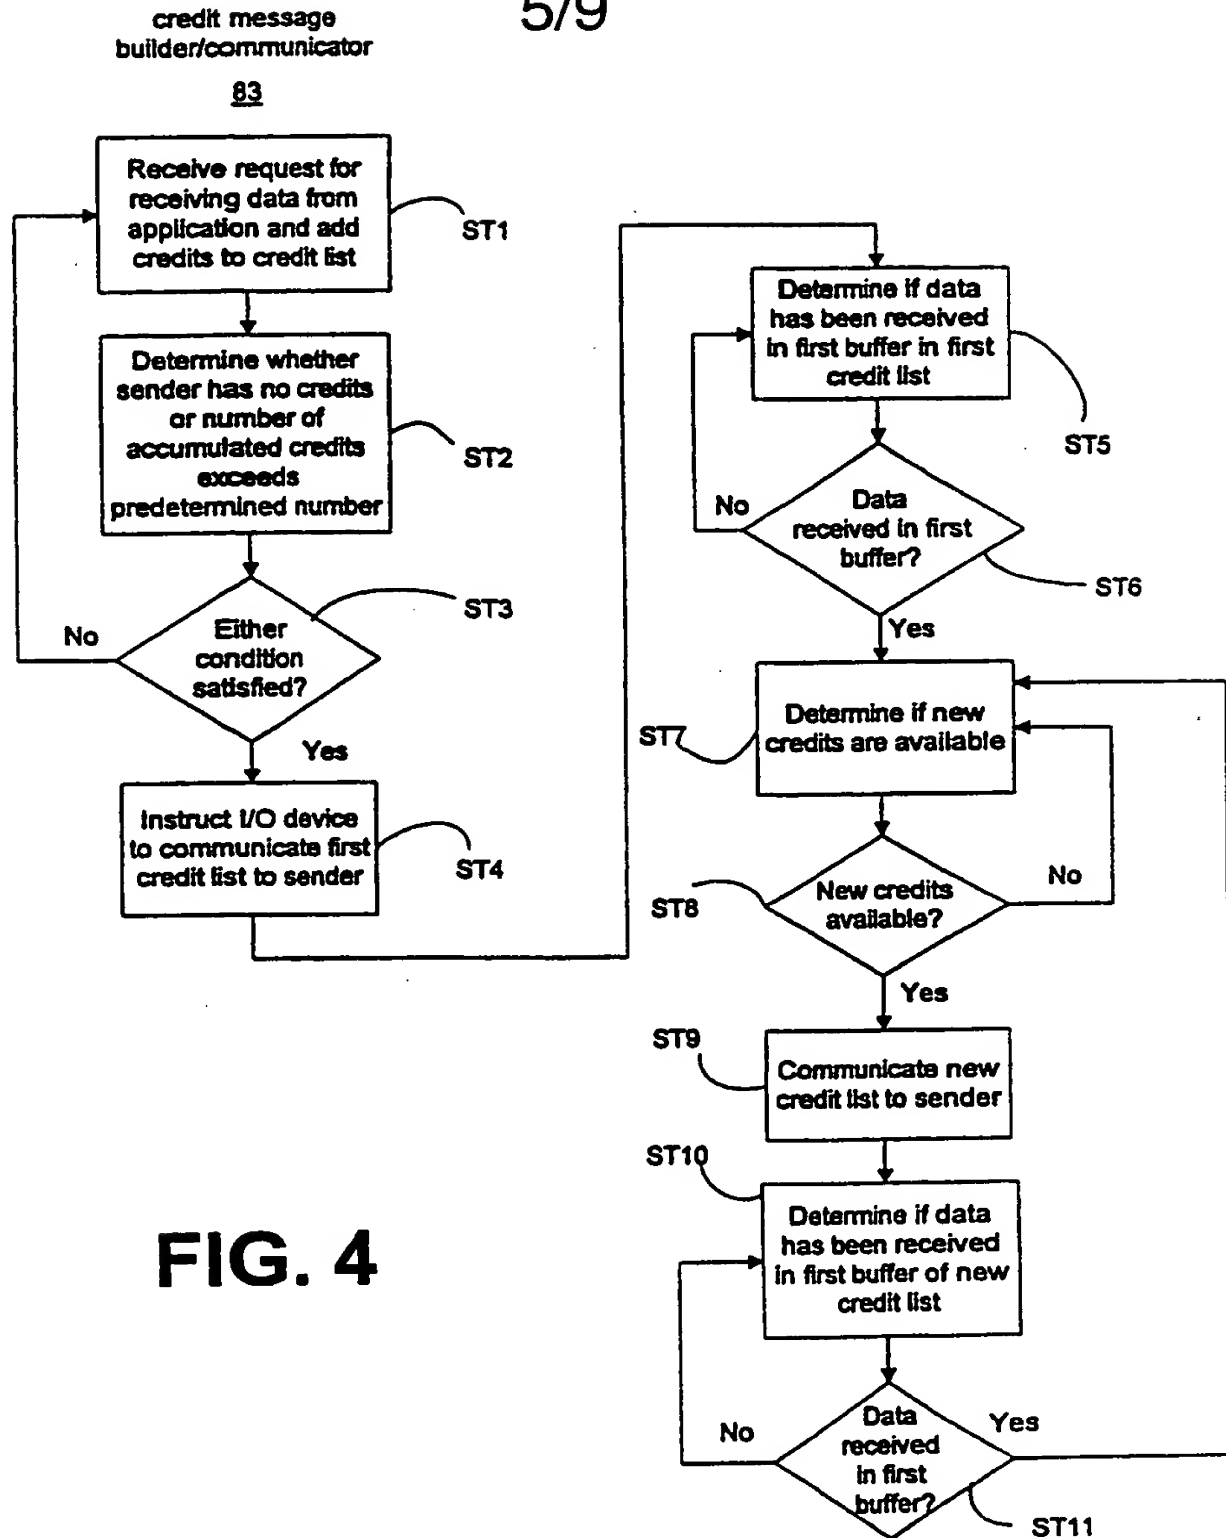 5/9
credit message
builder/communicator
83
Receive request for
receiving data from
application and add
credits to credit list
ST1
Determine whether
sender has no credits
or number of
accumulated credits
exceeds
predetermined number
ST2
Either
condition
satisfied?
ST3
No
Yes
Instruct I/O device
to communicate first
credit list to sender
ST4
Determine if data
has been received
in first buffer in first
credit list
ST5
Data
received in first
buffer?
No
ST6
Yes
Determine if new
credits are available
ST7
New credits
available?
No
ST8
Yes
ST9
Communicate new
credit list to sender
ST10
Determine if data
has been received
in first buffer of new
credit list
No
Data
received
in first
buffer?
Yes
ST11
FIG. 4